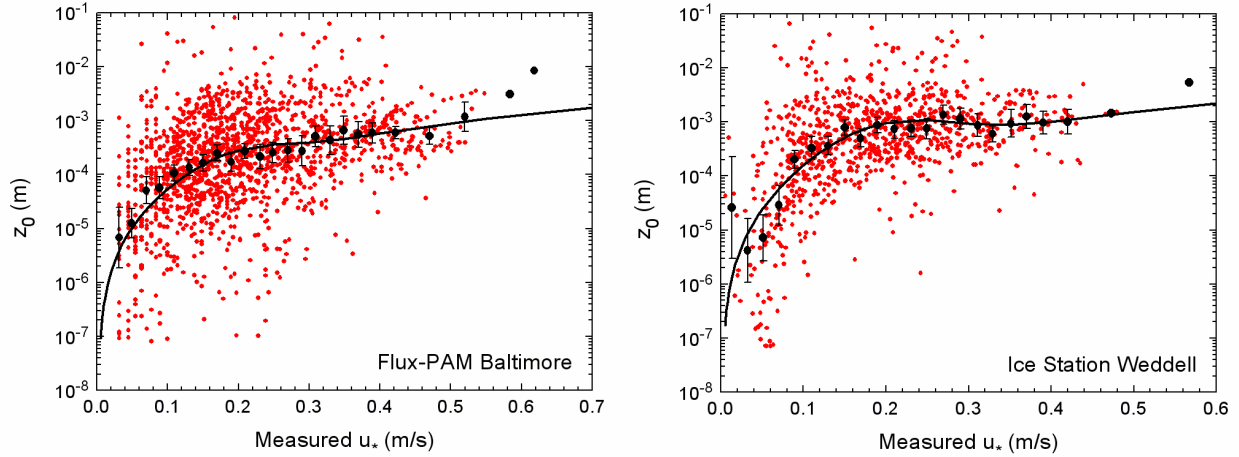 10⁻¹
10⁻²
10⁻³
10⁻⁴
10⁻⁵
10⁻⁶
10⁻⁷
10⁻⁸
z₀ (m)
0.0 0.1 0.2 0.3 0.4 0.5 0.6 0.7
Measured u* (m/s)
Flux-PAM Baltimore
10⁻¹
10⁻²
10⁻³
10⁻⁴
10⁻⁵
10⁻⁶
10⁻⁷
10⁻⁸
z₀ (m)
0.0 0.1 0.2 0.3 0.4 0.5 0.6
Measured u* (m/s)
Ice Station Weddell